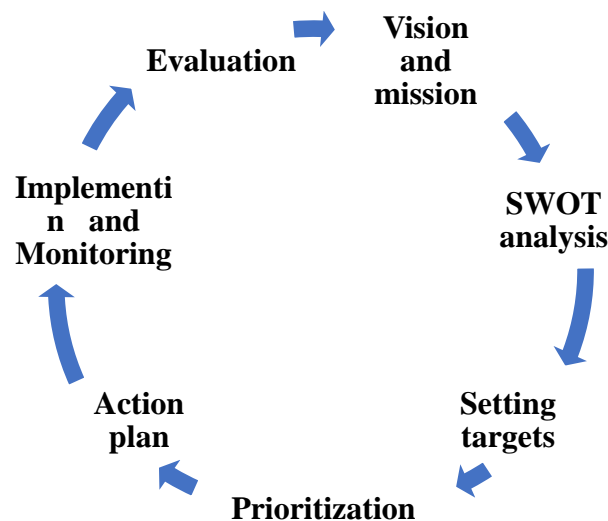 Vision
and
mission
SWOT
analysis
Setting
targets
Prioritization
Action
plan
Implementi
n and
Monitoring
Evaluation